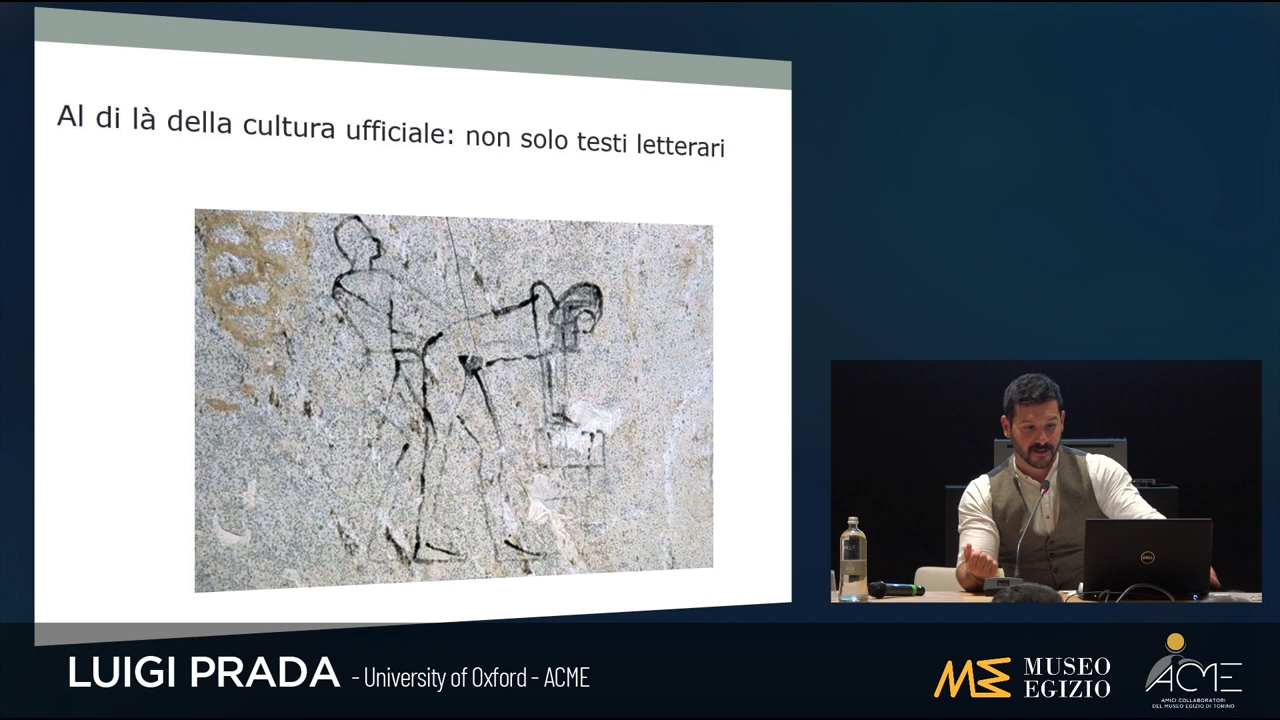 Al di là della cultura ufficiale: non solo testi letterari
DELL
LUIGI PRADA - University of Oxford - ACME
MUSEO
EGIZIO
ACME
AMICI COLLABORATORI
DEL MUSEO EGIZIO DI TORINO